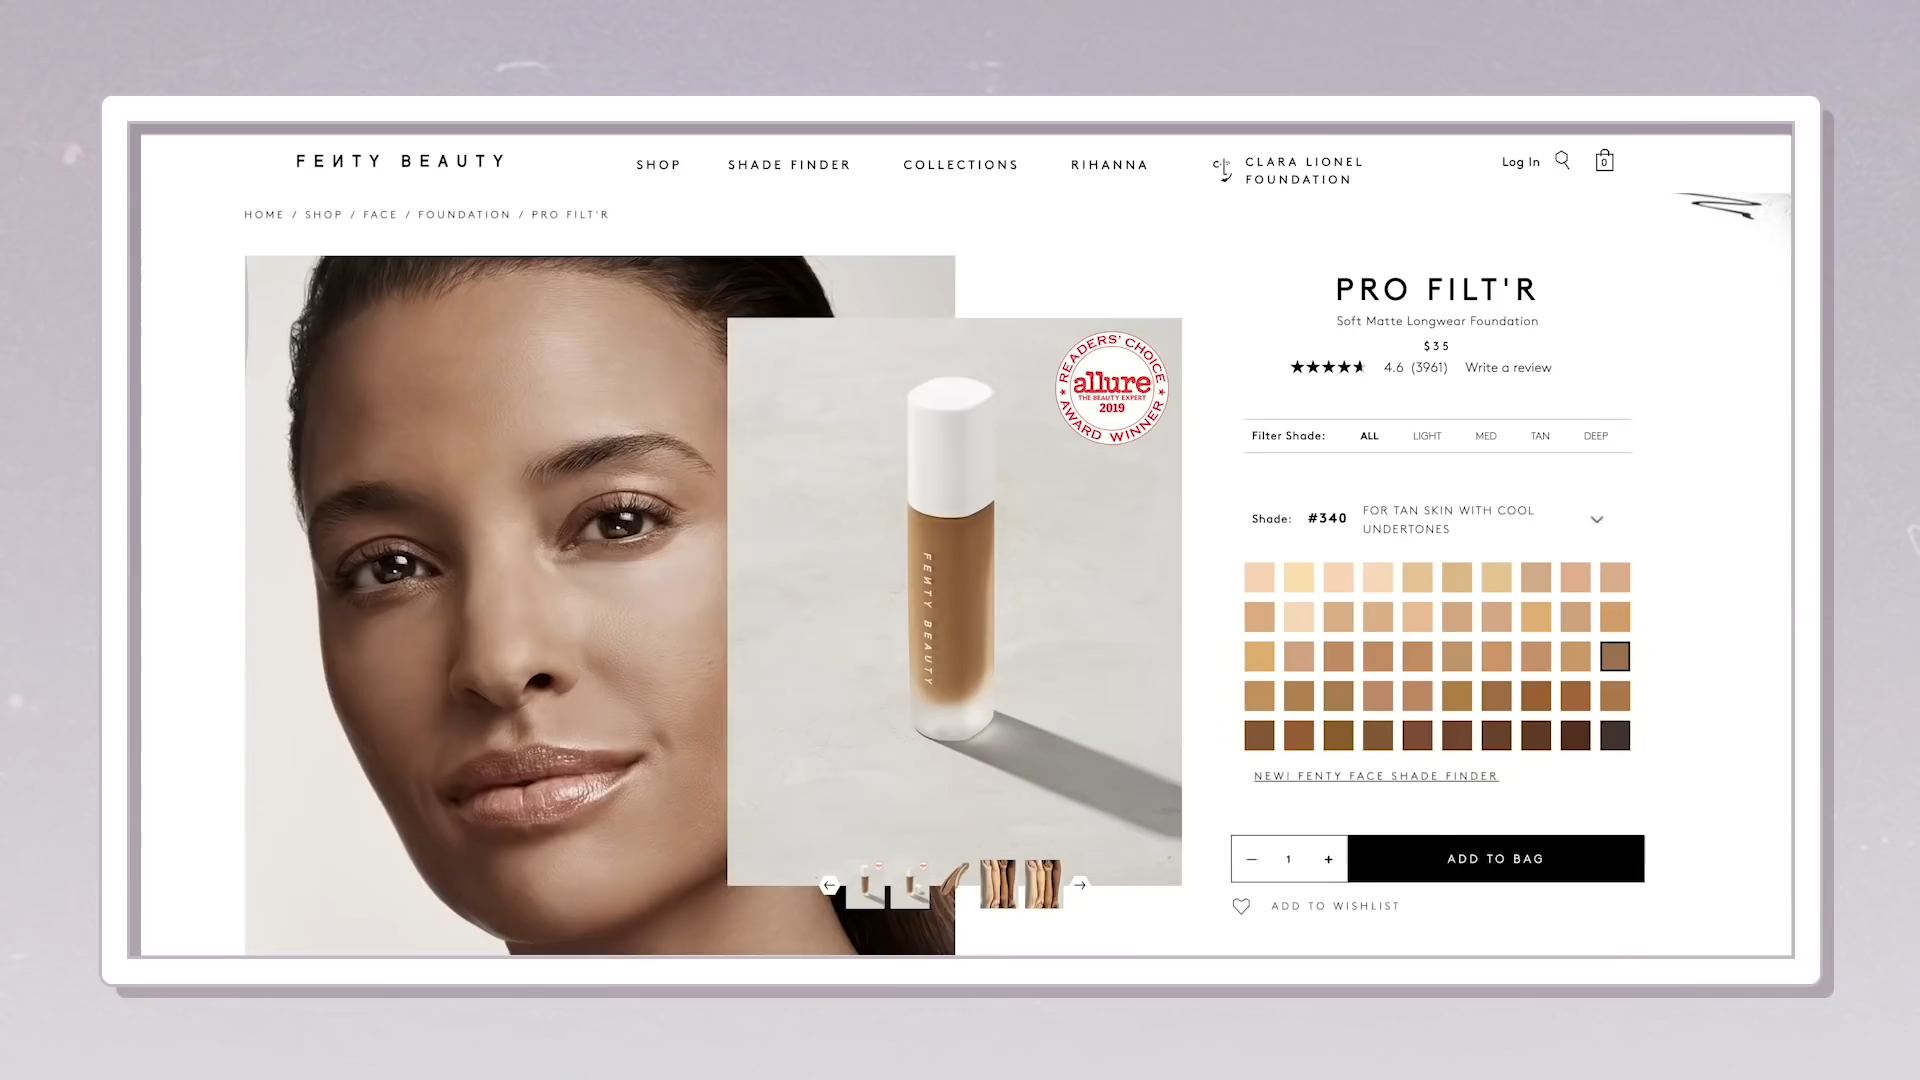 FEИTY BEAUTY
SHOP
SHADE FINDER
COLLECTIONS
RIHANNA
CLARA LIONEL
FOUNDATION
Log In
0
HOME / SHOP / FACE / FOUNDATION / PRO FILT'R
READERS' CHOICE
allure
THE BEAUTY EXPERT
2019
AWARD WINNER
FEИTY BEAUTY
PRO FILT'R
Soft Matte Longwear Foundation
$35
4.6 (3961) Write a review
Filter Shade: ALL LIGHT MED TAN DEEP
Shade: #340 FOR TAN SKIN WITH COOL
UNDERTONES
NEW! FENTY FACE SHADE FINDER
− 1 +
ADD TO BAG
ADD TO WISHLIST